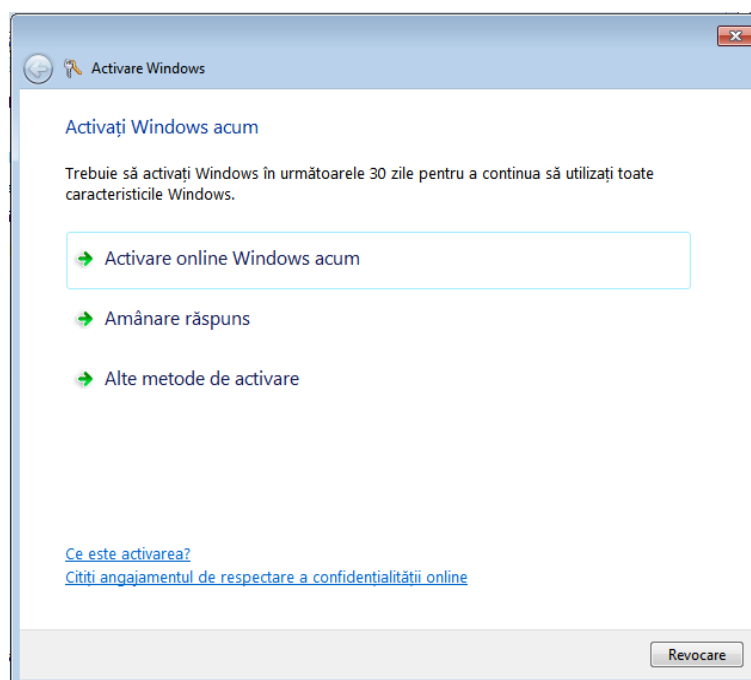 Activare Windows
Activați Windows acum
Trebuie să activați Windows în următoarele 30 zile pentru a continua să utilizați toate
caracteristicile Windows.
Activare online Windows acum
Amânare răspuns
Alte metode de activare
Ce este activarea?
Citiți angajamentul de respectare a confidențialității online
Revocare